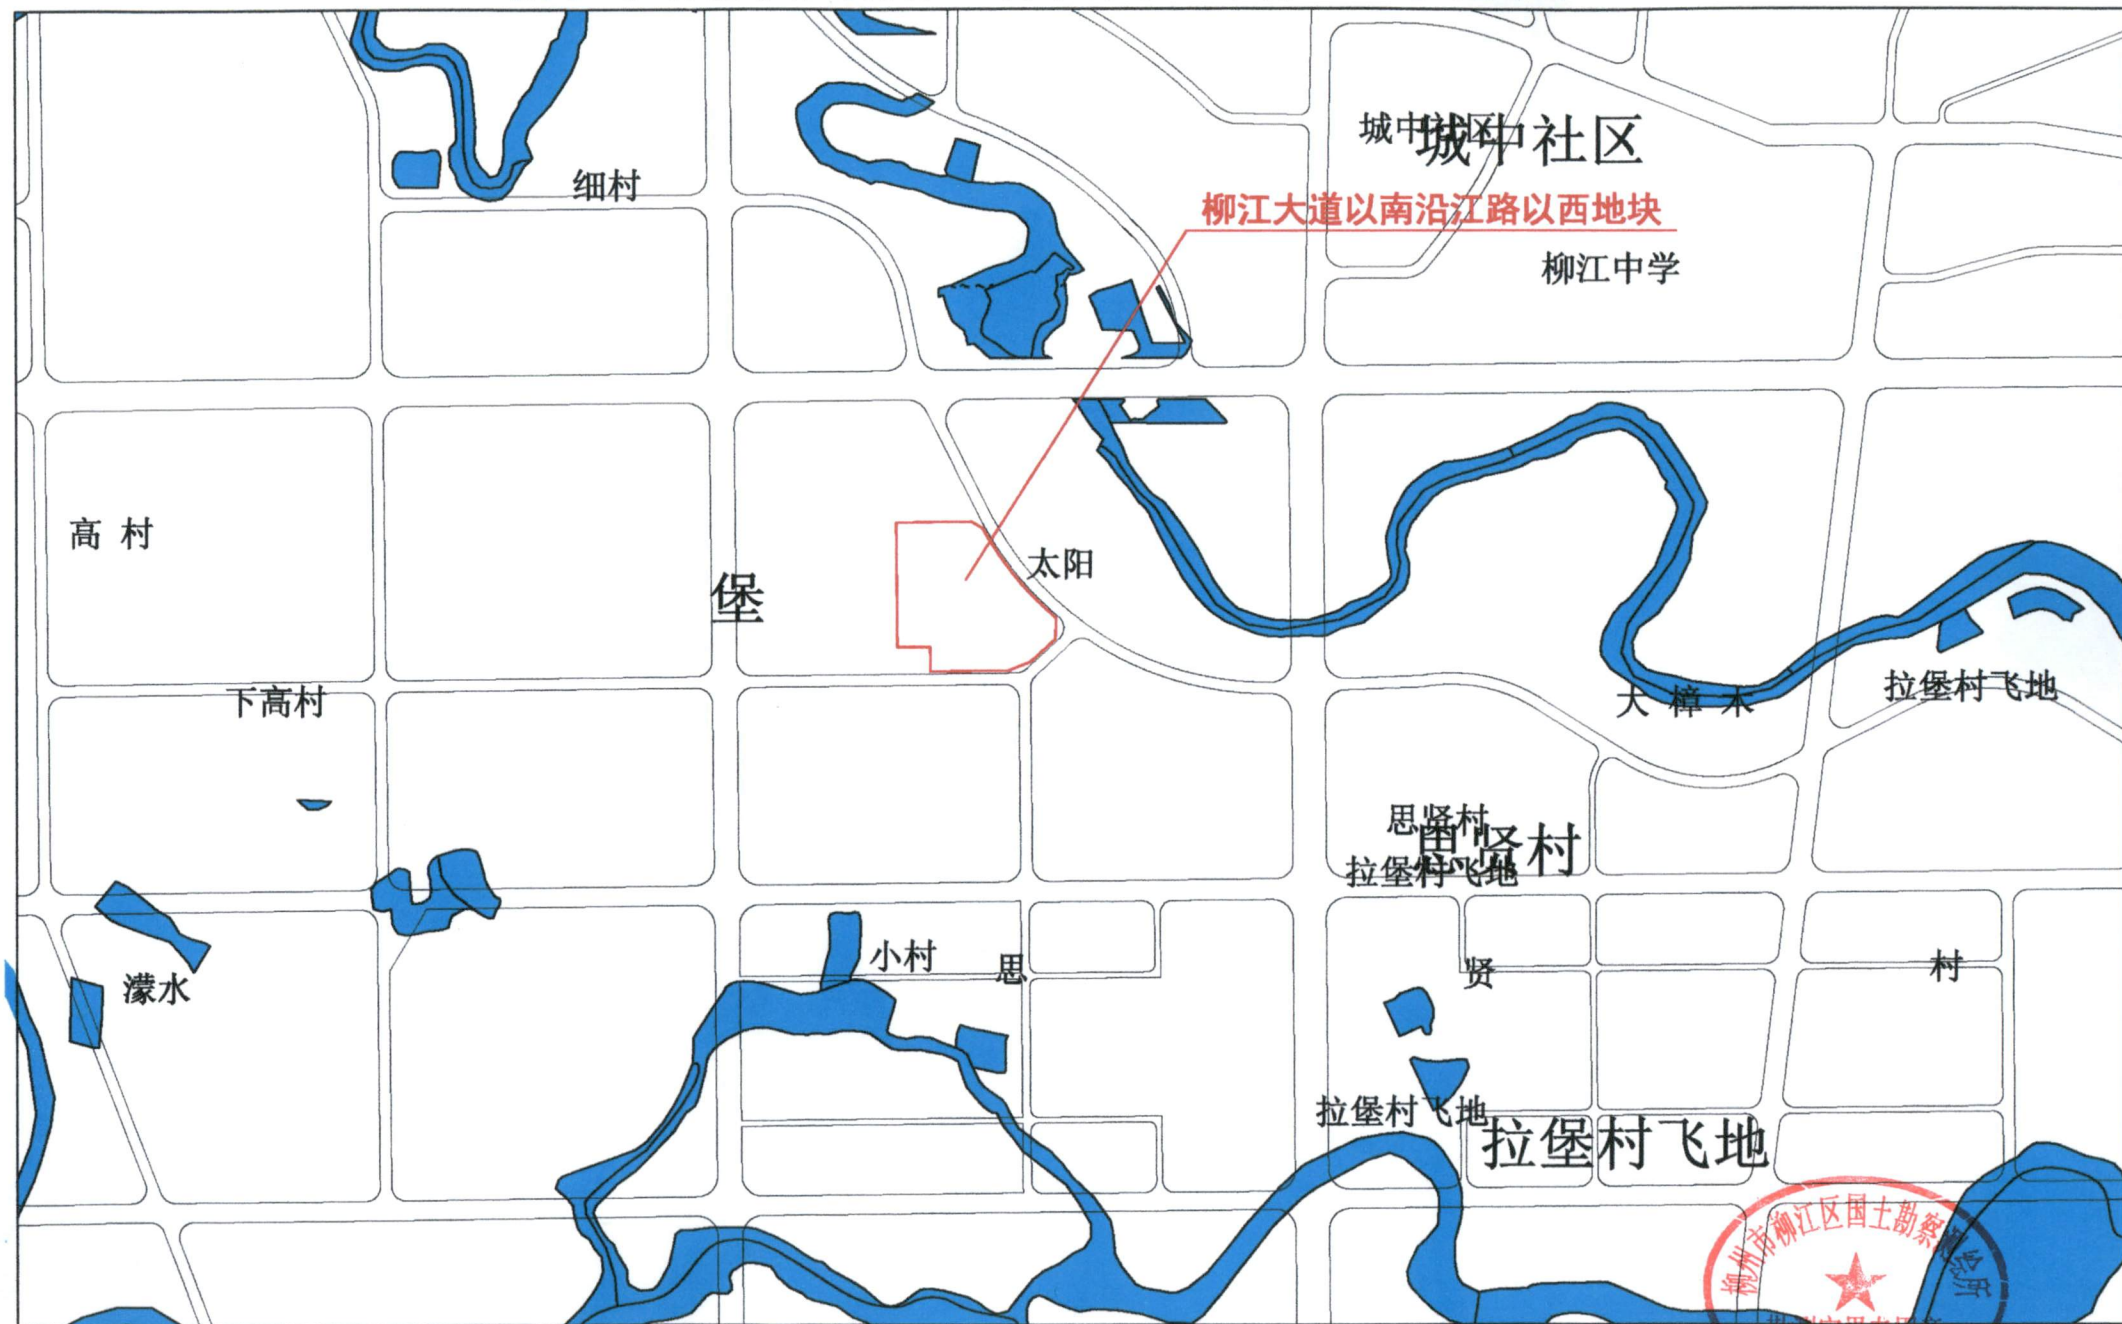 城中社区
城中社区
细村
柳江大道以南沿江路以西地块
柳江中学
高 村
太阳
堡
拉堡村飞地
下高村
大 樟 木
思贤村
思贤村
拉堡村飞地
小村
思
贤
村
濛水
拉堡村飞地
拉堡村飞地
柳州市柳江区国土勘察测绘所